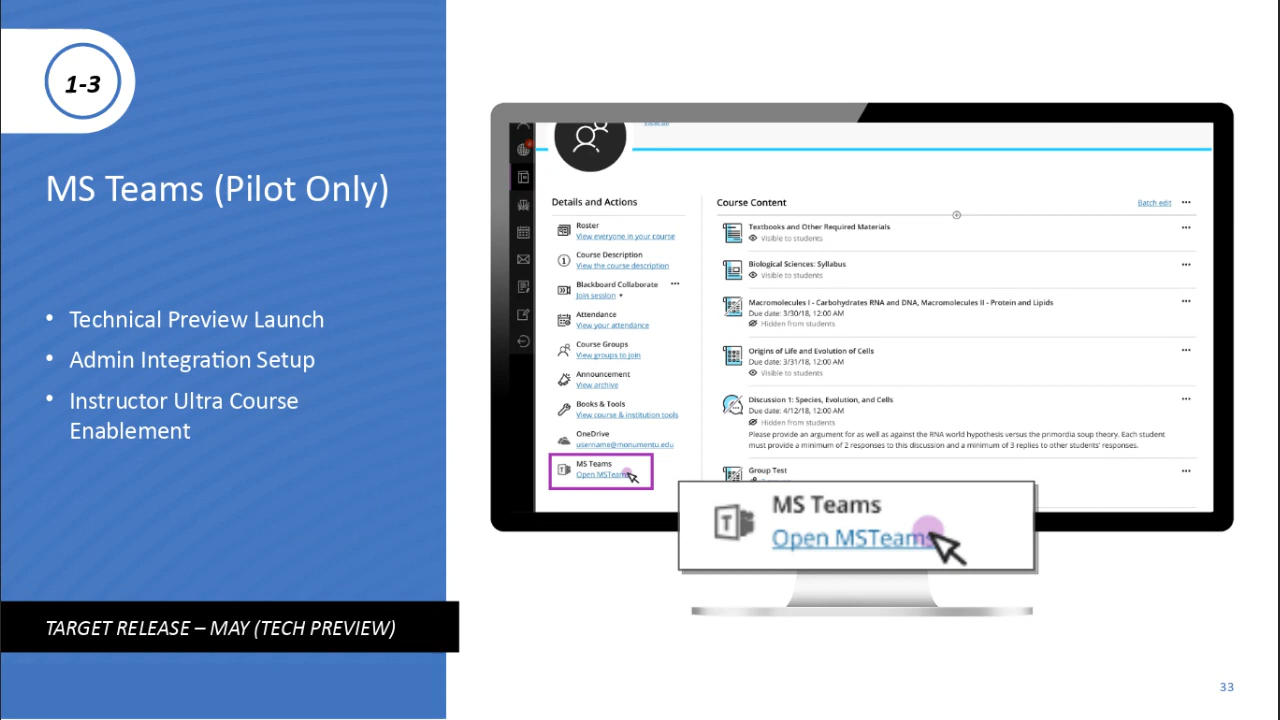 1-3
MS Teams (Pilot Only)
• Technical Preview Launch
• Admin Integration Setup
• Instructor Ultra Course
Enablement
TARGET RELEASE – MAY (TECH PREVIEW)
Details and Actions
Roster
View everyone in your course
Course Description
View the course description
Blackboard Collaborate
Join session
Attendance
View your attendance
Course Groups
View groups to join
Announcement
View archive
Books & Tools
View course & institution tools
OneDrive
username@monumentu.edu
MS Teams
Open MSTeams
Course Content
Batch edit
Textbooks and Other Required Materials
Visible to students
Biological Sciences: Syllabus
Visible to students
Macromolecules I - Carbohydrates RNA and DNA, Macromolecules II - Protein and Lipids
Due date: 3/30/18, 12:00 AM
Hidden from students
Origins of Life and Evolution of Cells
Due date: 3/31/18, 12:00 AM
Visible to students
Discussion 1: Species, Evolution, and Cells
Due date: 4/12/18, 12:00 AM
Hidden from students
Please provide an argument for as well as against the RNA world hypothesis versus the primordia soup theory. Each student
must provide a minimum of 2 responses to this discussion and a minimum of 3 replies to other students' responses.
Group Test
MS Teams
Open MSTeams
33